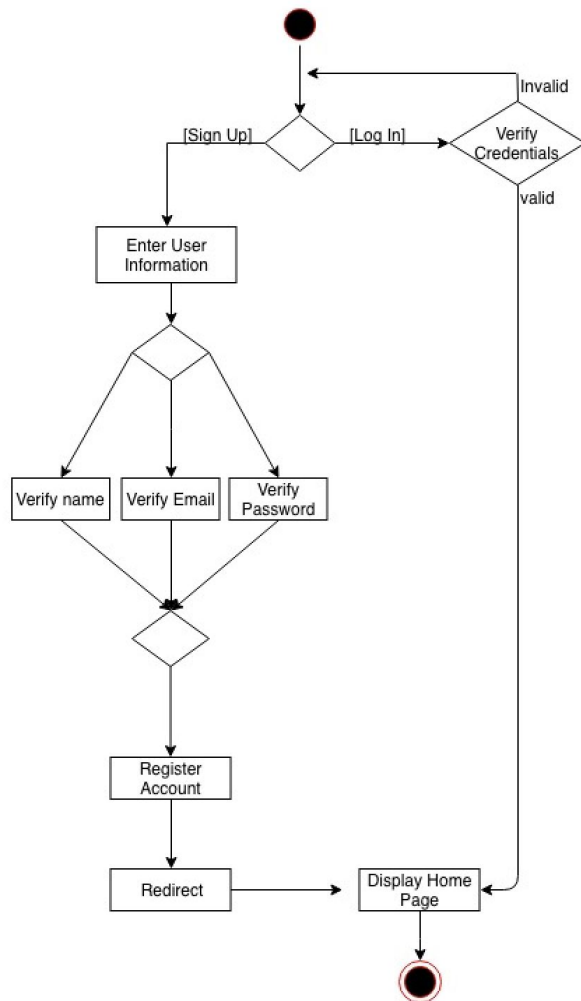 Invalid
[Sign Up]
[Log In]
Verify
Credentials
valid
Enter User
Information
Verify name
Verify Email
Verify
Password
Register
Account
Redirect
Display Home
Page